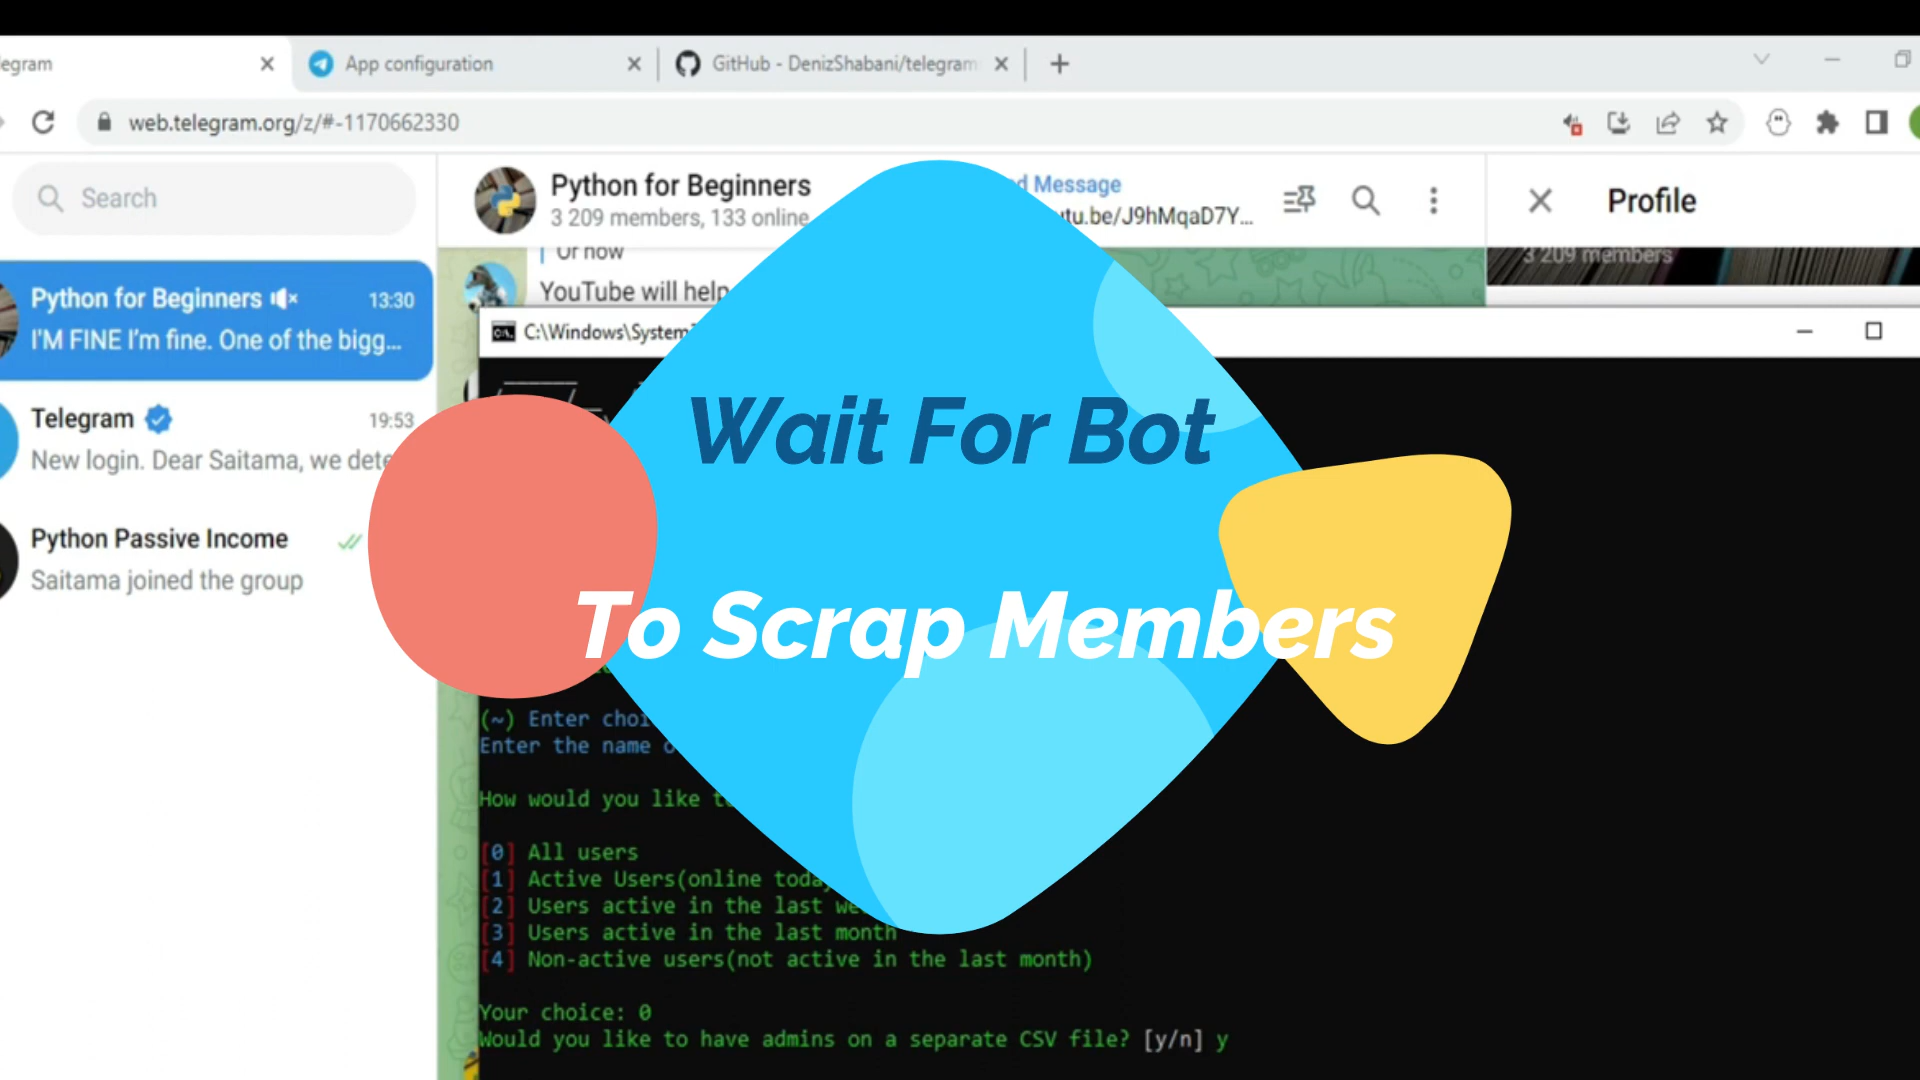 egram
App configuration
GitHub - DenizShabani/telegram
web.telegram.org/z/#-1170662330
Search
Python for Beginners
3 209 members, 133 online
Message
utu.be/J9hMqaD7Y...
Profile
3 209 members
Or now
YouTube will help
Python for Beginners
13:30
I'M FINE I'm fine. One of the bigg...
C:\Windows\System
Telegram
19:53
New login. Dear Saitama, we dete
Python Passive Income
Saitama joined the group
Wait For Bot
To Scrap Members
(~) Enter choi
Enter the name o
How would you like t
[0] All users
[1] Active Users(online today
[2] Users active in the last we
[3] Users active in the last month
[4] Non-active users(not active in the last month)
Your choice: 0
Would you like to have admins on a separate CSV file? [y/n] y